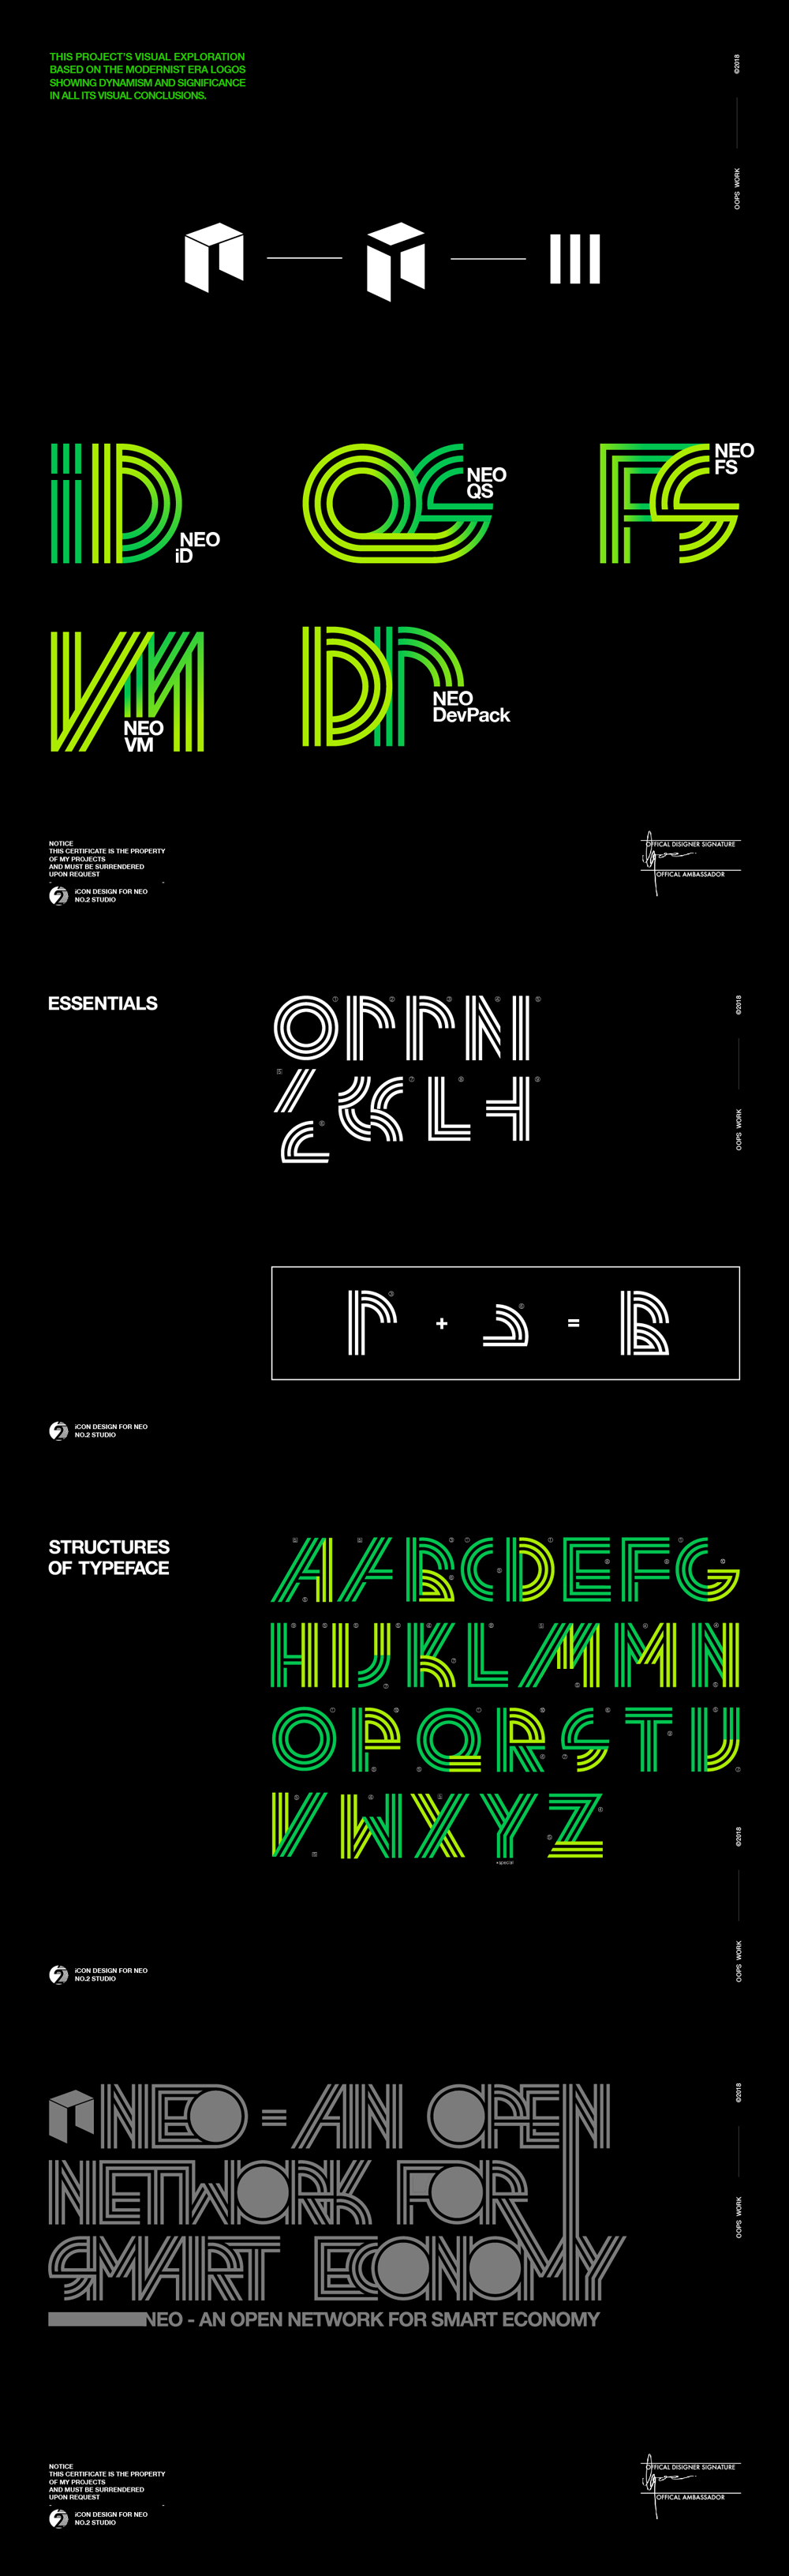 THIS PROJECT'S VISUAL EXPLORATION
BASED ON THE MODERNIST ERA LOGOS
SHOWING DYNAMISM AND SIGNIFICANCE
IN ALL ITS VISUAL CONCLUSIONS.
©2018
OOPS WORK
iD
NEO
iD
QS
NEO
QS
FS
NEO
FS
VM
NEO
VM
NEO
DevPack
NOTICE
THIS CERTIFICATE IS THE PROPERTY
OF MY PROJECTS
AND MUST BE SURRENDERED
UPON REQUEST
iCON DESIGN FOR NEO
NO.2 STUDIO
OFFICAL DISIGNER SIGNATURE
OFFICAL AMBASSADOR
ESSENTIALS
©2018
OOPS WORK
+ =
iCON DESIGN FOR NEO
NO.2 STUDIO
STRUCTURES
OF TYPEFACE
A A B C D E F G
H I J K L M M N
O P Q R S T U
V W X Y Z
©2018
OOPS WORK
iCON DESIGN FOR NEO
NO.2 STUDIO
NEO = AN OPEN
NETWORK FOR
SMART ECONOMY
NEO - AN OPEN NETWORK FOR SMART ECONOMY
©2018
OOPS WORK
NOTICE
THIS CERTIFICATE IS THE PROPERTY
OF MY PROJECTS
AND MUST BE SURRENDERED
UPON REQUEST
iCON DESIGN FOR NEO
NO.2 STUDIO
OFFICAL DISIGNER SIGNATURE
OFFICAL AMBASSADOR